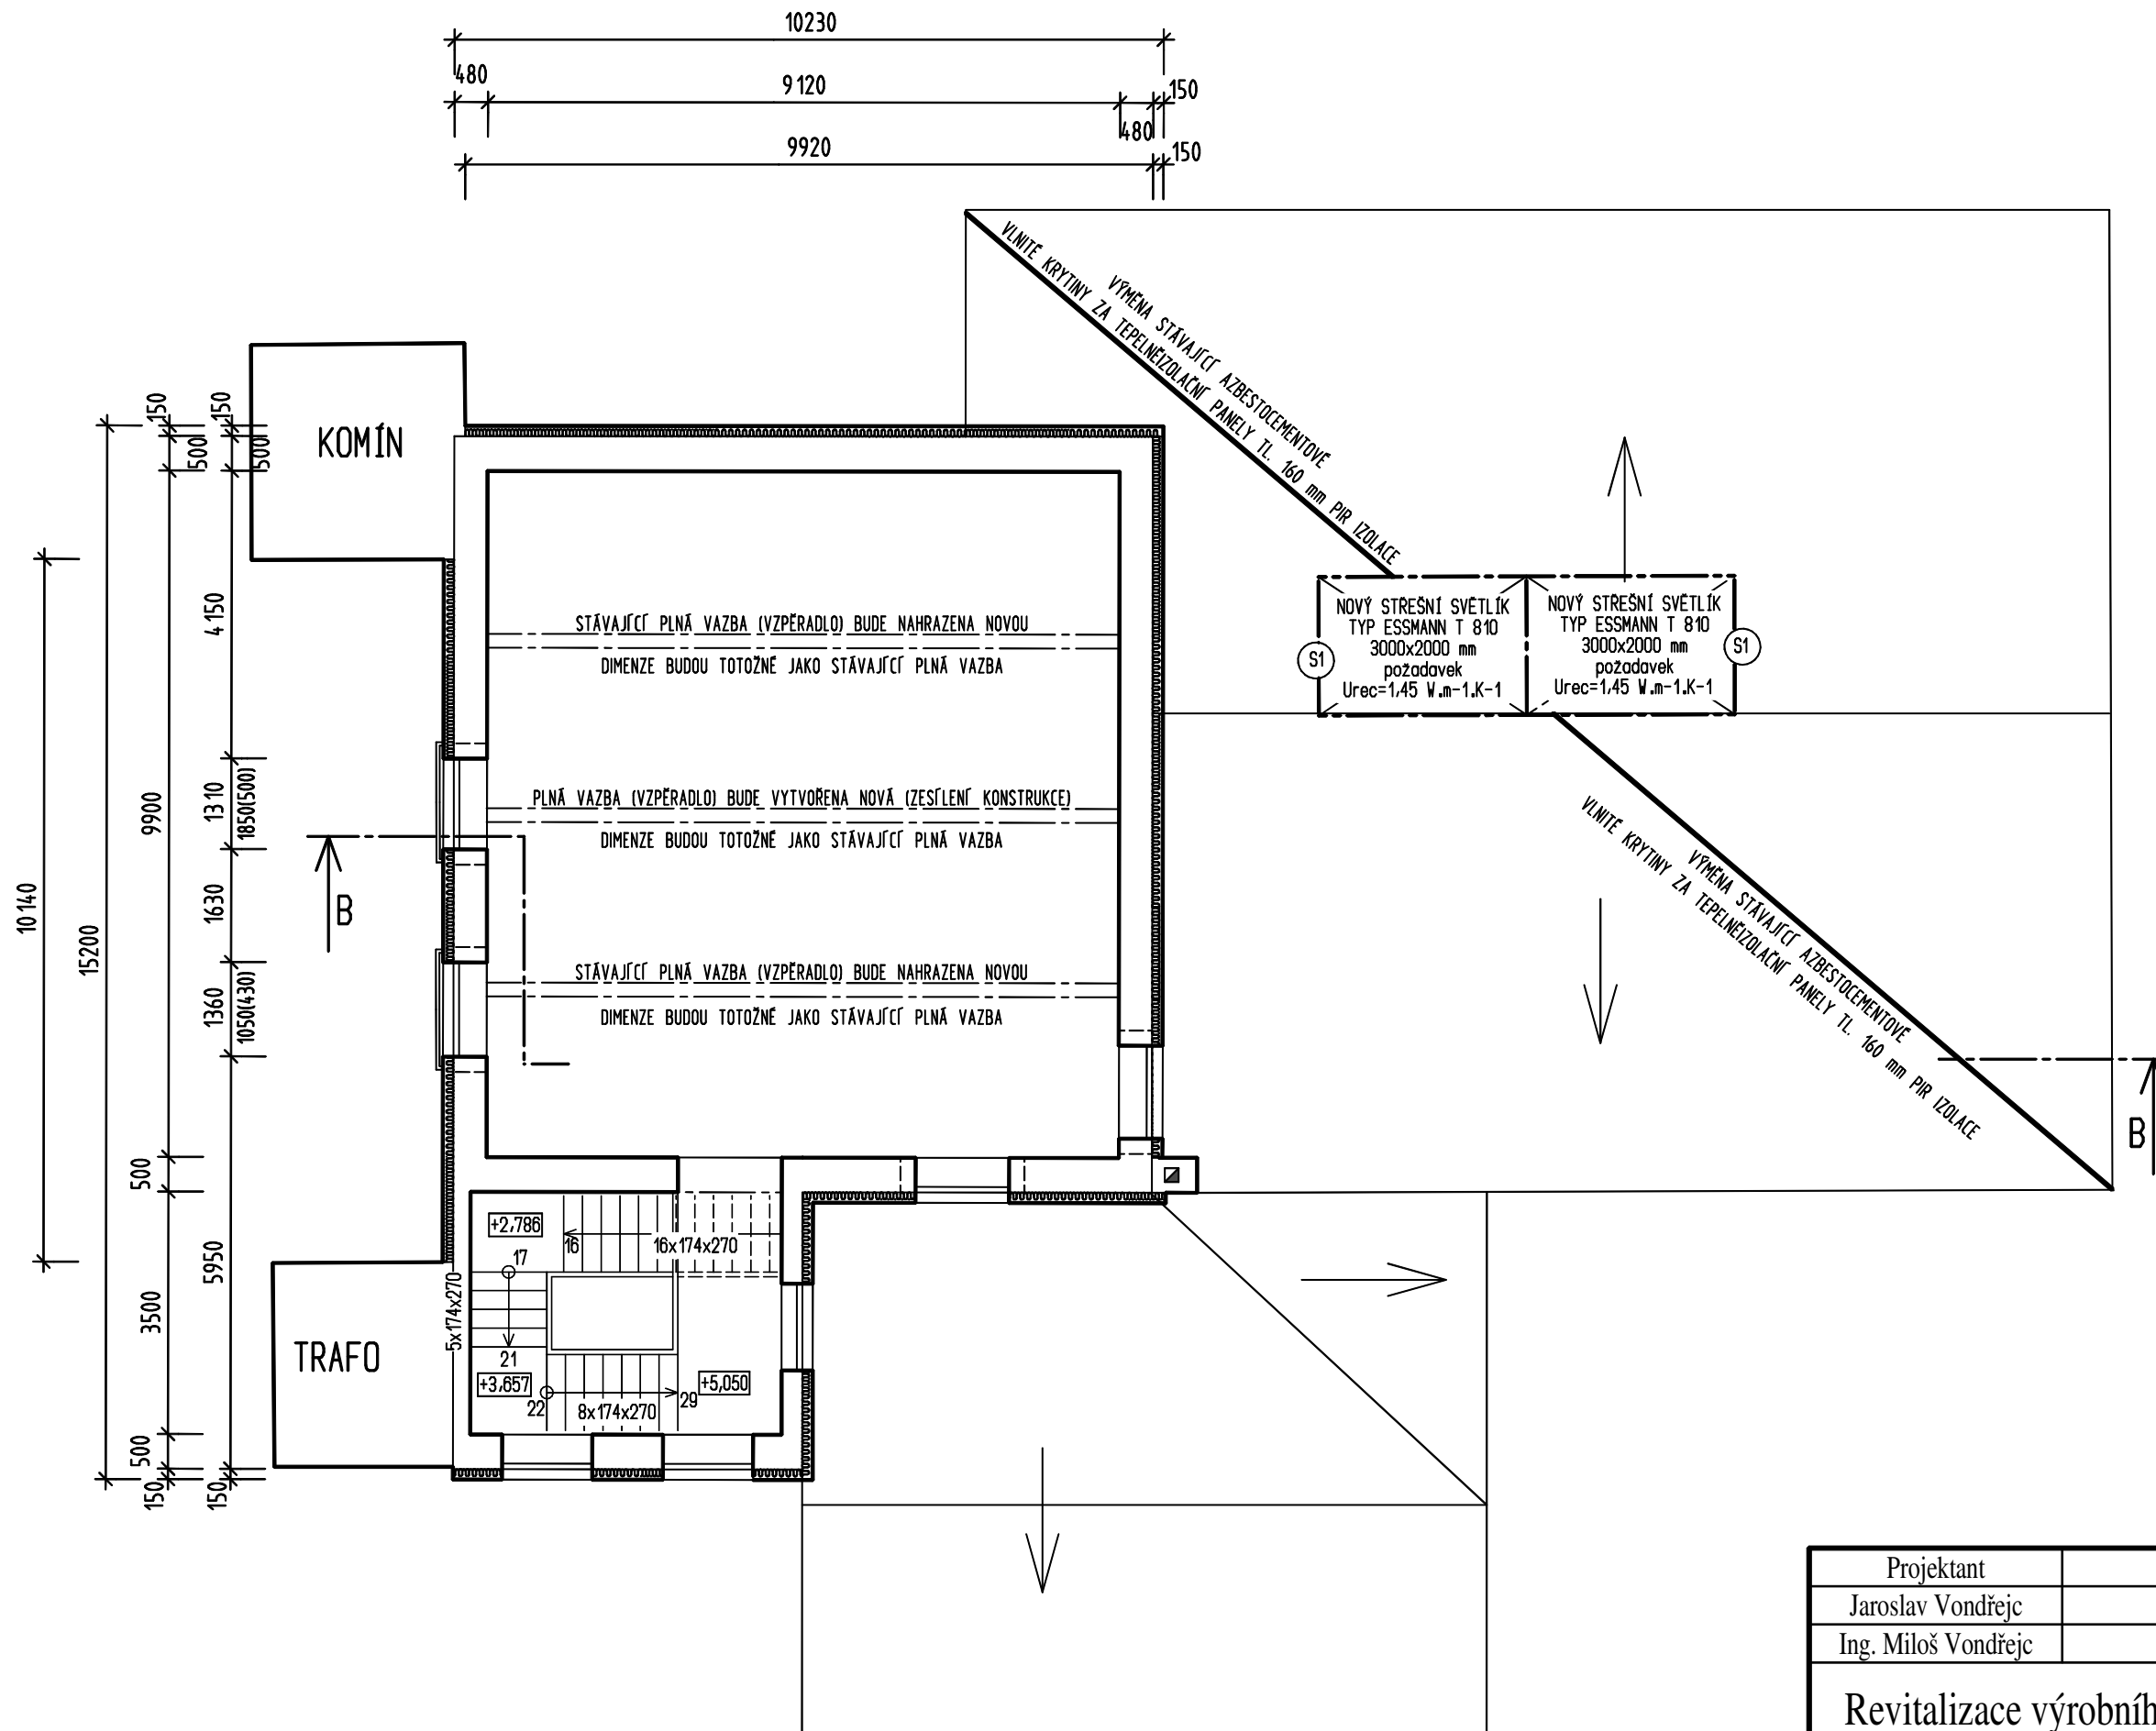 10230
480
9120
150
480
9920
150
VLNITÉ KRYTINY ZA TEPELNĚIZOLAČNÍ PANELY TL. 160 mm PIR IZOLACE
VÝMĚNA STÁVAJÍCÍ AZBESTOCEMENTOVÉ
KOMÍN
150
500
150
500
4150
1310
1850(500)
1630
1360
1050(430)
5950
150
9900
500
3500
500
150
15200
10140
STÁVAJÍCÍ PLNÁ VAZBA (VZPĚRADLO) BUDE NAHRAZENA NOVOU
DIMENZE BUDOU TOTOŽNÉ JAKO STÁVAJÍCÍ PLNÁ VAZBA
PLNÁ VAZBA (VZPĚRADLO) BUDE VYTVOŘENA NOVÁ (ZESÍLENÍ KONSTRUKCE)
DIMENZE BUDOU TOTOŽNÉ JAKO STÁVAJÍCÍ PLNÁ VAZBA
STÁVAJÍCÍ PLNÁ VAZBA (VZPĚRADLO) BUDE NAHRAZENA NOVOU
DIMENZE BUDOU TOTOŽNÉ JAKO STÁVAJÍCÍ PLNÁ VAZBA
NOVÝ STŘEŠNÍ SVĚTLÍK
TYP ESSMANN T 810
3000x2000 mm
požadavek
Urec=1,45 W.m-1.K-1
S1
NOVÝ STŘEŠNÍ SVĚTLÍK
TYP ESSMANN T 810
3000x2000 mm
požadavek
Urec=1,45 W.m-1.K-1
S1
VÝMĚNA STÁVAJÍCÍ AZBESTOCEMENTOVÉ
VLNITÉ KRYTINY ZA TEPELNĚIZOLAČNÍ PANELY TL. 160 mm PIR IZOLACE
B
B
+2,786
16
16x174x270
17
5x174x270
21
+3,657
22
8x174x270
29
+5,050
TRAFO
Projektant
Jaroslav Vondřejc
Ing. Miloš Vondřejc
Revitalizace výrobníh